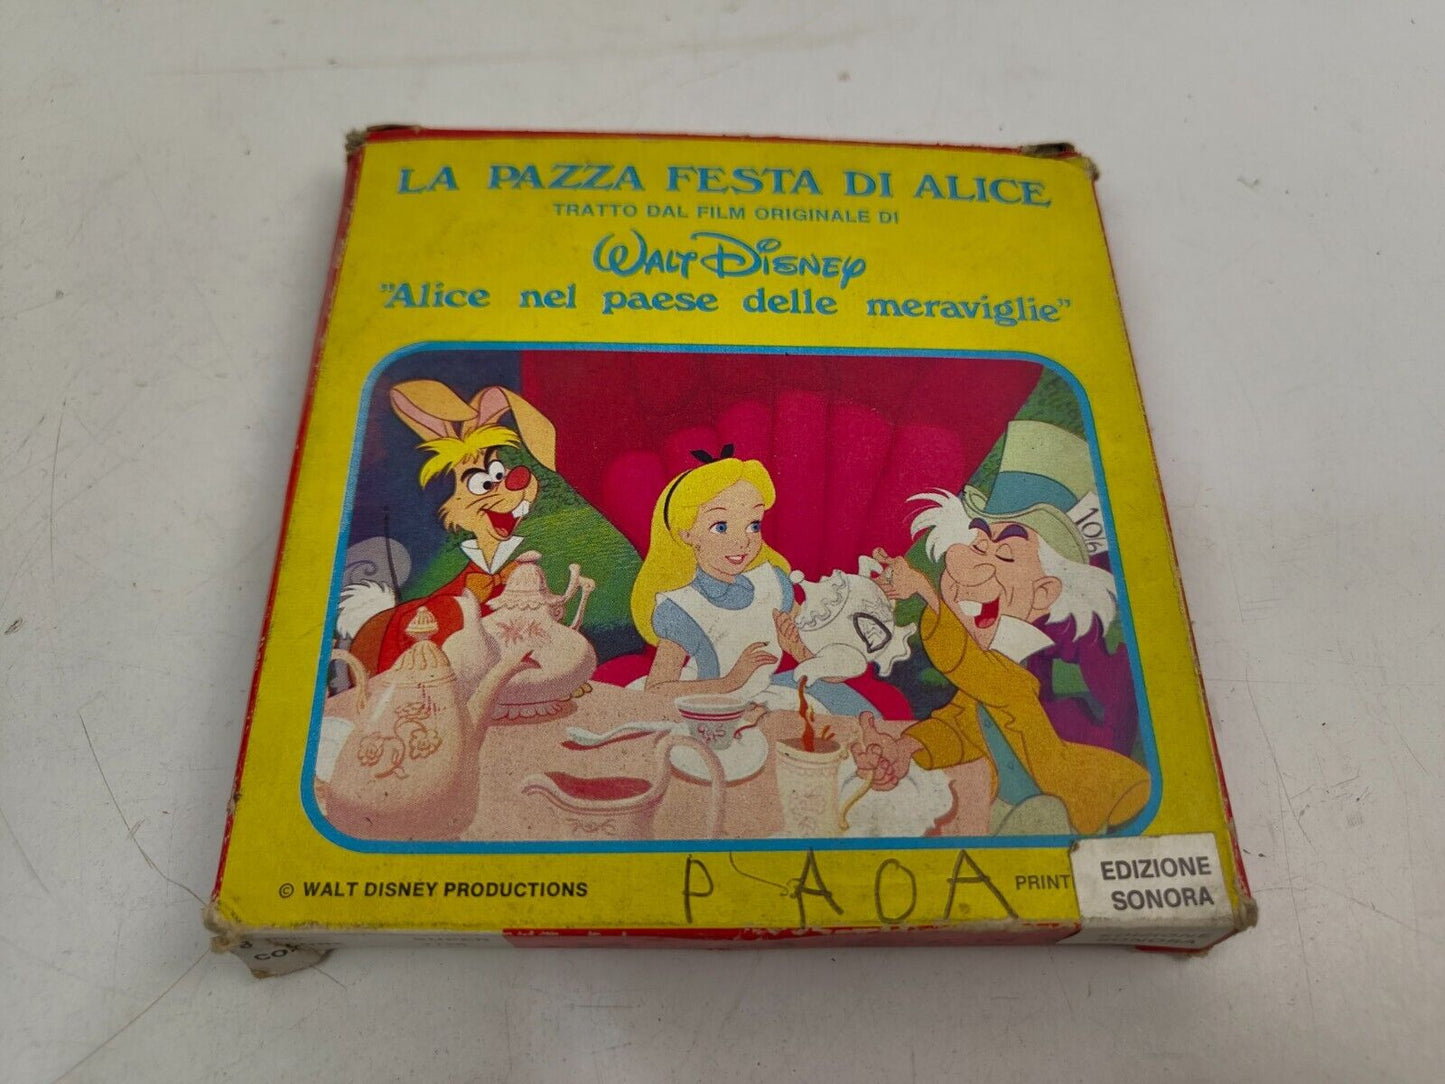 LA PAZZA FESTA DI ALICE
TRATTO DAL FILM ORIGINALE DI
WALT DISNEY
"Alice nel paese delle meraviglie"
10/6
© WALT DISNEY PRODUCTIONS
P AOA
PRINT
EDIZIONE
SONORA